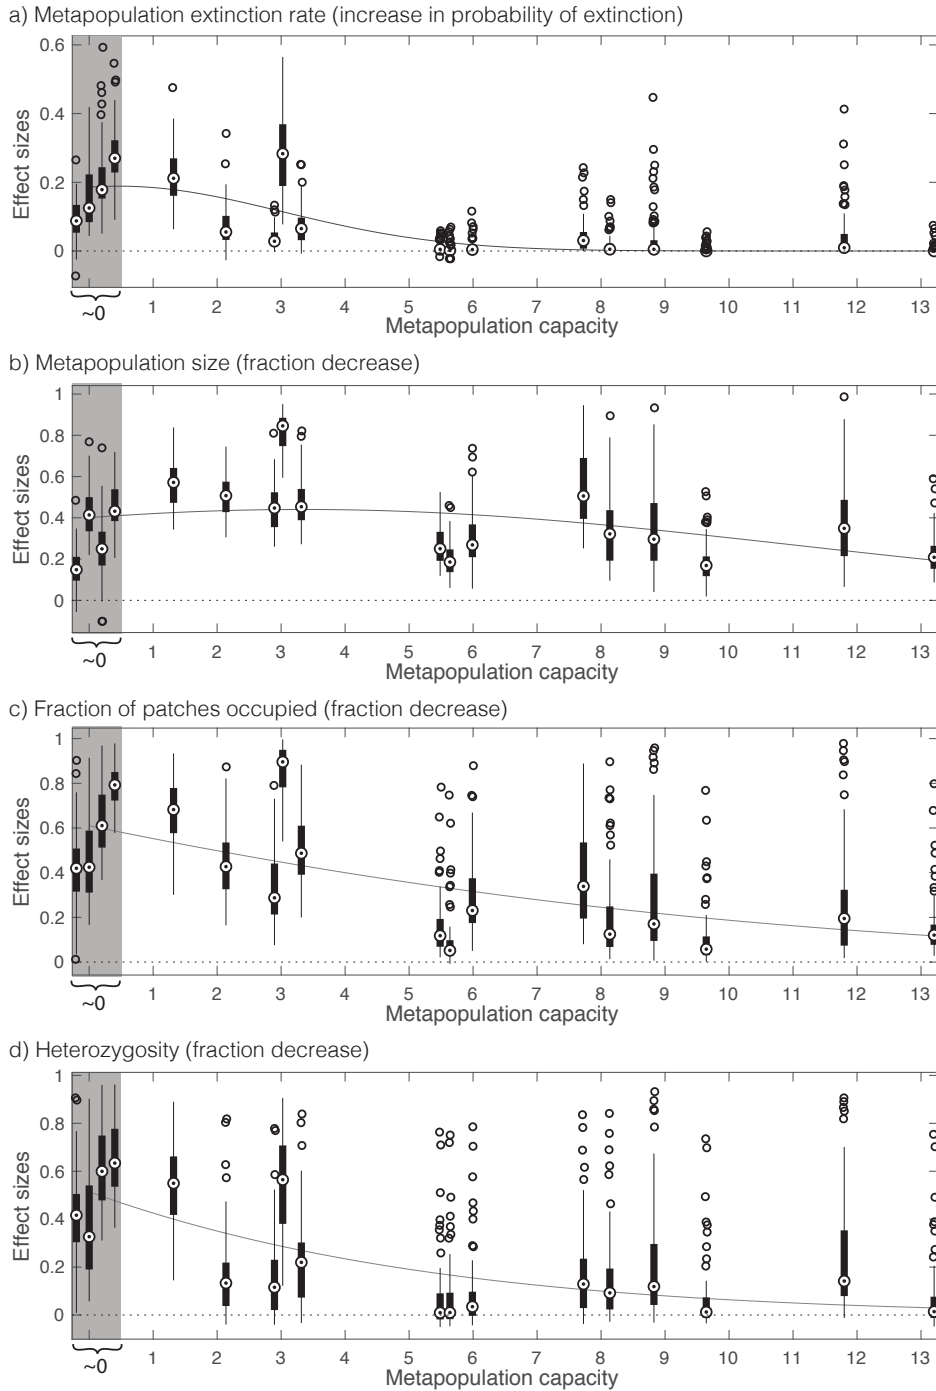 a) Metapopulation extinction rate (increase in probability of extinction)
0.6
0.4
0.2
0
Effect sizes
~0 1 2 3 4 5 6 7 8 9 10 11 12 13
Metapopulation capacity
b) Metapopulation size (fraction decrease)
1
0.8
0.6
0.4
0.2
0
Effect sizes
~0 1 2 3 4 5 6 7 8 9 10 11 12 13
Metapopulation capacity
c) Fraction of patches occupied (fraction decrease)
1
0.8
0.6
0.4
0.2
0
Effect sizes
~0 1 2 3 4 5 6 7 8 9 10 11 12 13
Metapopulation capacity
d) Heterozygosity (fraction decrease)
1
0.8
0.6
0.4
0.2
0
Effect sizes
~0 1 2 3 4 5 6 7 8 9 10 11 12 13
Metapopulation capacity